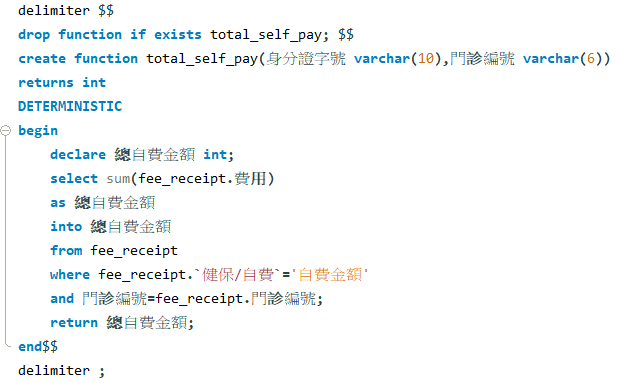 delimiter $$
drop function if exists total_self_pay; $$
create function total_self_pay(身分證字號 varchar(10),門診編號 varchar(6))
returns int
DETERMINISTIC
begin
    declare 總自費金額 int;
    select sum(fee_receipt.費用)
    as 總自費金額
    into 總自費金額
    from fee_receipt
    where fee_receipt.`健保/自費`='自費金額'
    and 門診編號=fee_receipt.門診編號;
    return 總自費金額;
end$$
delimiter ;